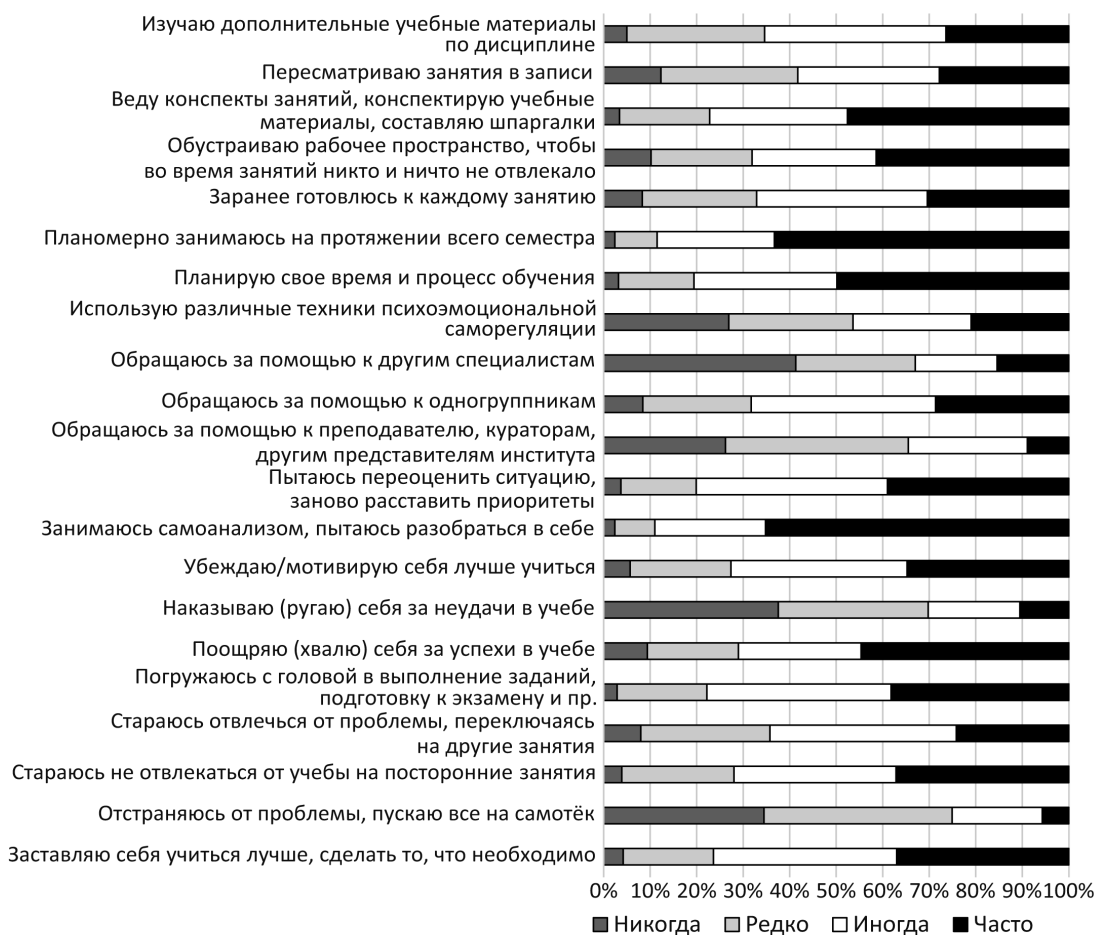 Изучаю дополнительные учебные материалы
по дисциплине
Пересматриваю занятия в записи
Веду конспекты занятий, конспектирую учебные
материалы, составляю шпаргалки
Обустраиваю рабочее пространство, чтобы
во время занятий никто и ничто не отвлекало
Заранее готовлюсь к каждому занятию
Планомерно занимаюсь на протяжении всего семестра
Планирую свое время и процесс обучения
Использую различные техники психоэмоциональной
саморегуляции
Обращаюсь за помощью к другим специалистам
Обращаюсь за помощью к одногруппникам
Обращаюсь за помощью к преподавателю, кураторам,
другим представителям института
Пытаюсь переоценить ситуацию,
заново расставить приоритеты
Занимаюсь самоанализом, пытаюсь разобраться в себе
Убеждаю/мотивирую себя лучше учиться
Наказываю (ругаю) себя за неудачи в учебе
Поощряю (хвалю) себя за успехи в учебе
Погружаюсь с головой в выполнение заданий,
подготовку к экзамену и пр.
Стараюсь отвлечься от проблемы, переключаясь
на другие занятия
Стараюсь не отвлекаться от учебы на посторонние занятия
Отстраняюсь от проблемы, пускаю все на самотёк
Заставляю себя учиться лучше, сделать то, что необходимо
0% 10% 20% 30% 40% 50% 60% 70% 80% 90% 100%
Никогда Редко Иногда Часто